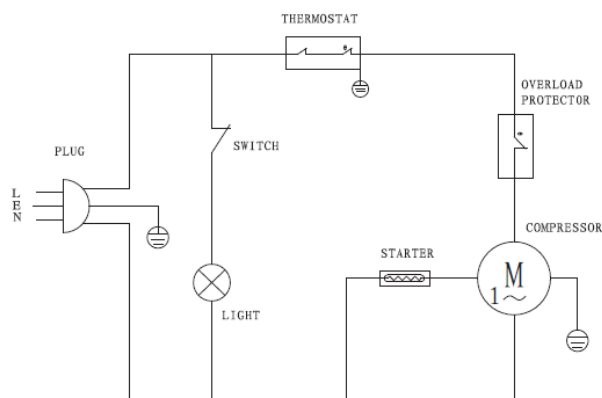 THERMOSTAT
OVERLOAD
PROTECTOR
PLUG
SWITCH
L
E
N
COMPRESSOR
STARTER
M
1~
LIGHT